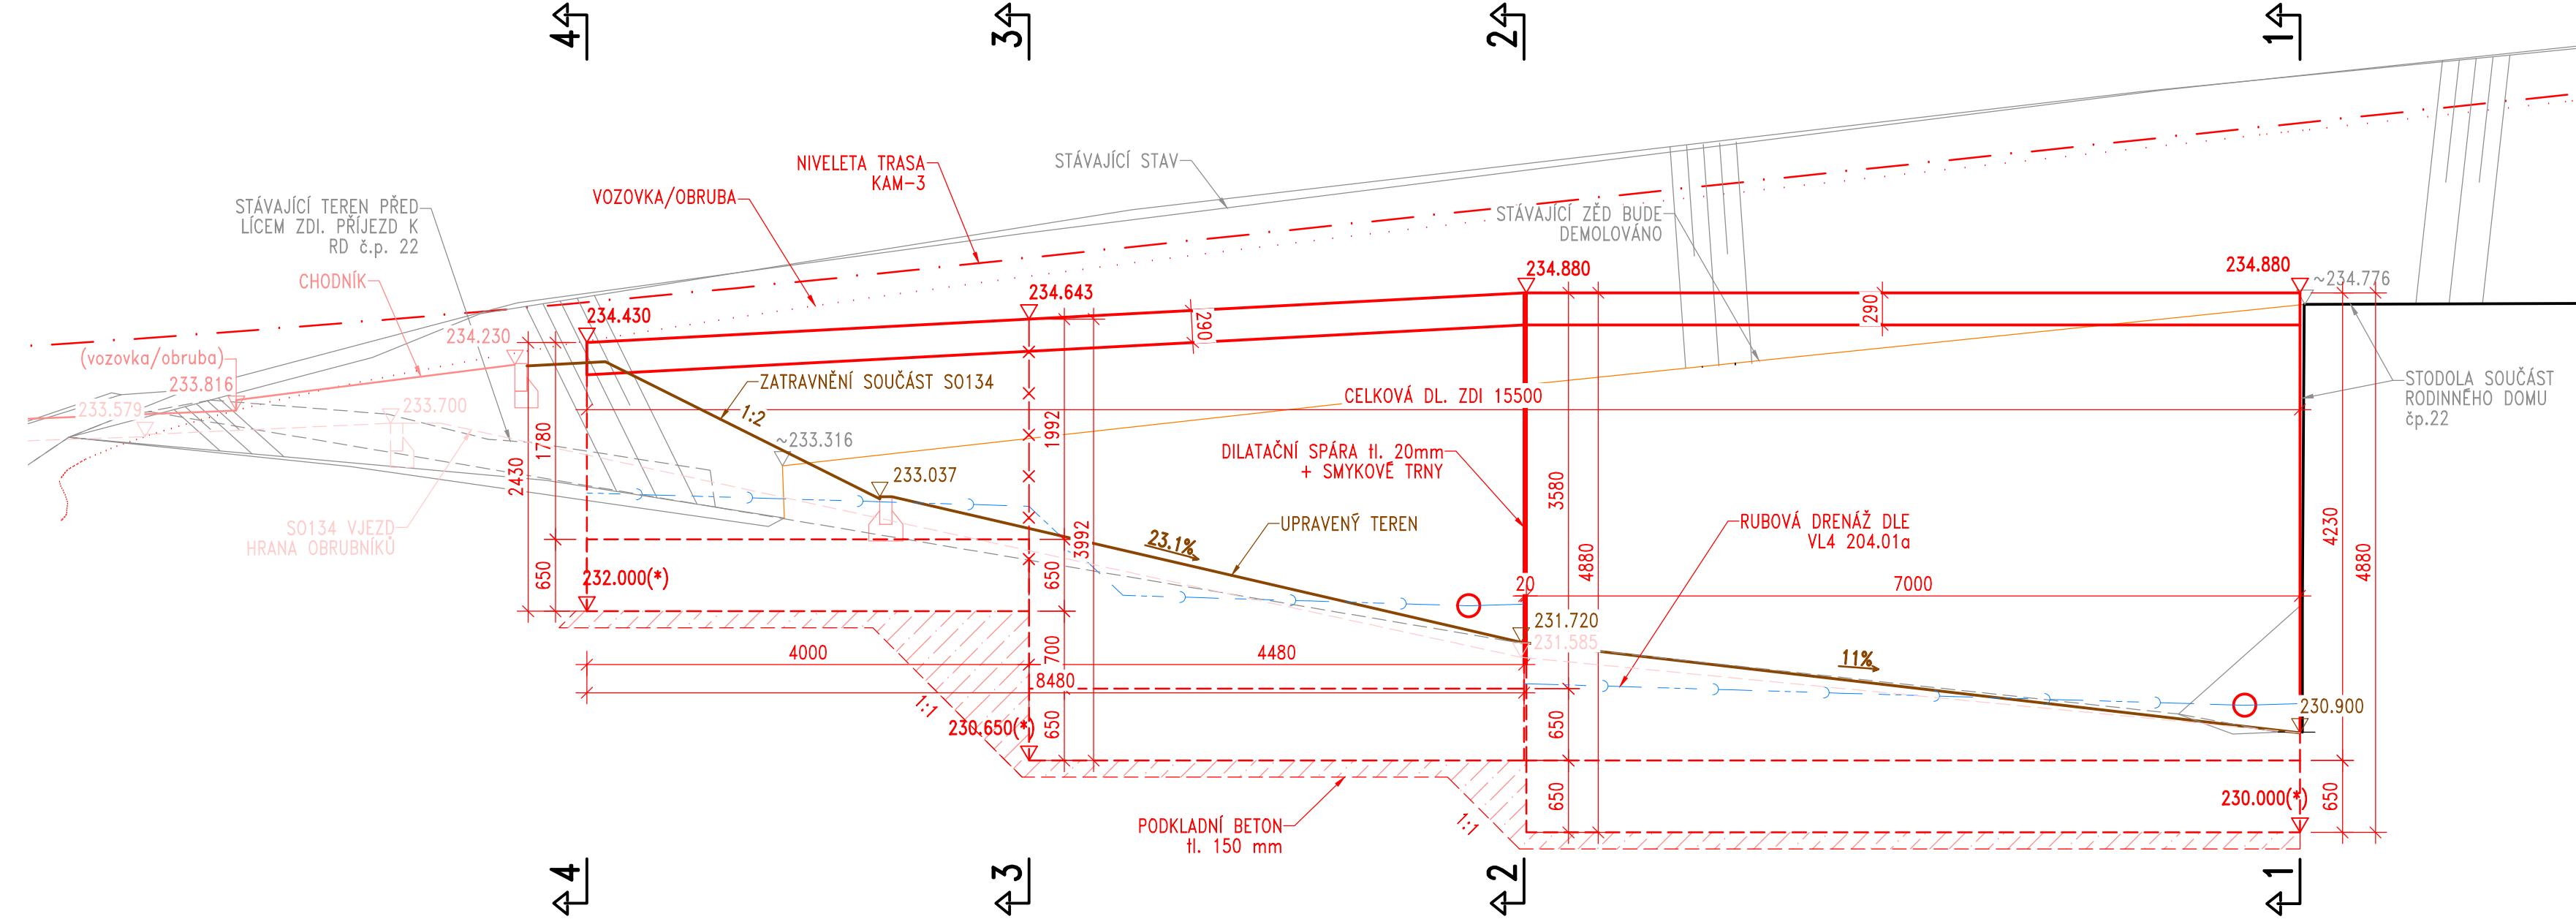 4
3
2
1
NIVELETA TRASA
KAM-3
STÁVAJÍCÍ STAV
VOZOVKA/OBRUBA
STÁVAJÍCÍ TEREN PŘED
LÍCEM ZDI. PŘÍJEZD K
RD č.p. 22
STÁVAJÍCÍ ZĚD BUDE
DEMOLOVÁNO
CHODNÍK
234.880
234.880
~234.776
234.643
234.430
234.230
290
290
(vozovka/obruba)
233.816
233.579
233.700
ZATRAVNĚNÍ SOUČÁST SO134
1:2
CELKOVÁ DL. ZDI 15500
STODOLA SOUČÁST
RODINNÉHO DOMU
čp.22
~233.316
233.037
1780
2430
1992
3992
DILATAČNÍ SPÁRA tl. 20mm
+ SMYKOVÉ TRNY
3580
4880
4230
4880
SO134 VJEZD
HRANA OBRUBNÍKŮ
UPRAVENÝ TEREN
23.1%
RUBOVÁ DRENÁŽ DLE
VL4 204.01a
650
232.000(*)
650
20
7000
231.720
231.585
4000
700
4480
8480
11%
1:1
230.650(*)
650
650
230.900
650
230.000(*)
650
PODKLADNÍ BETON
tl. 150 mm
1:1
4
3
2
1